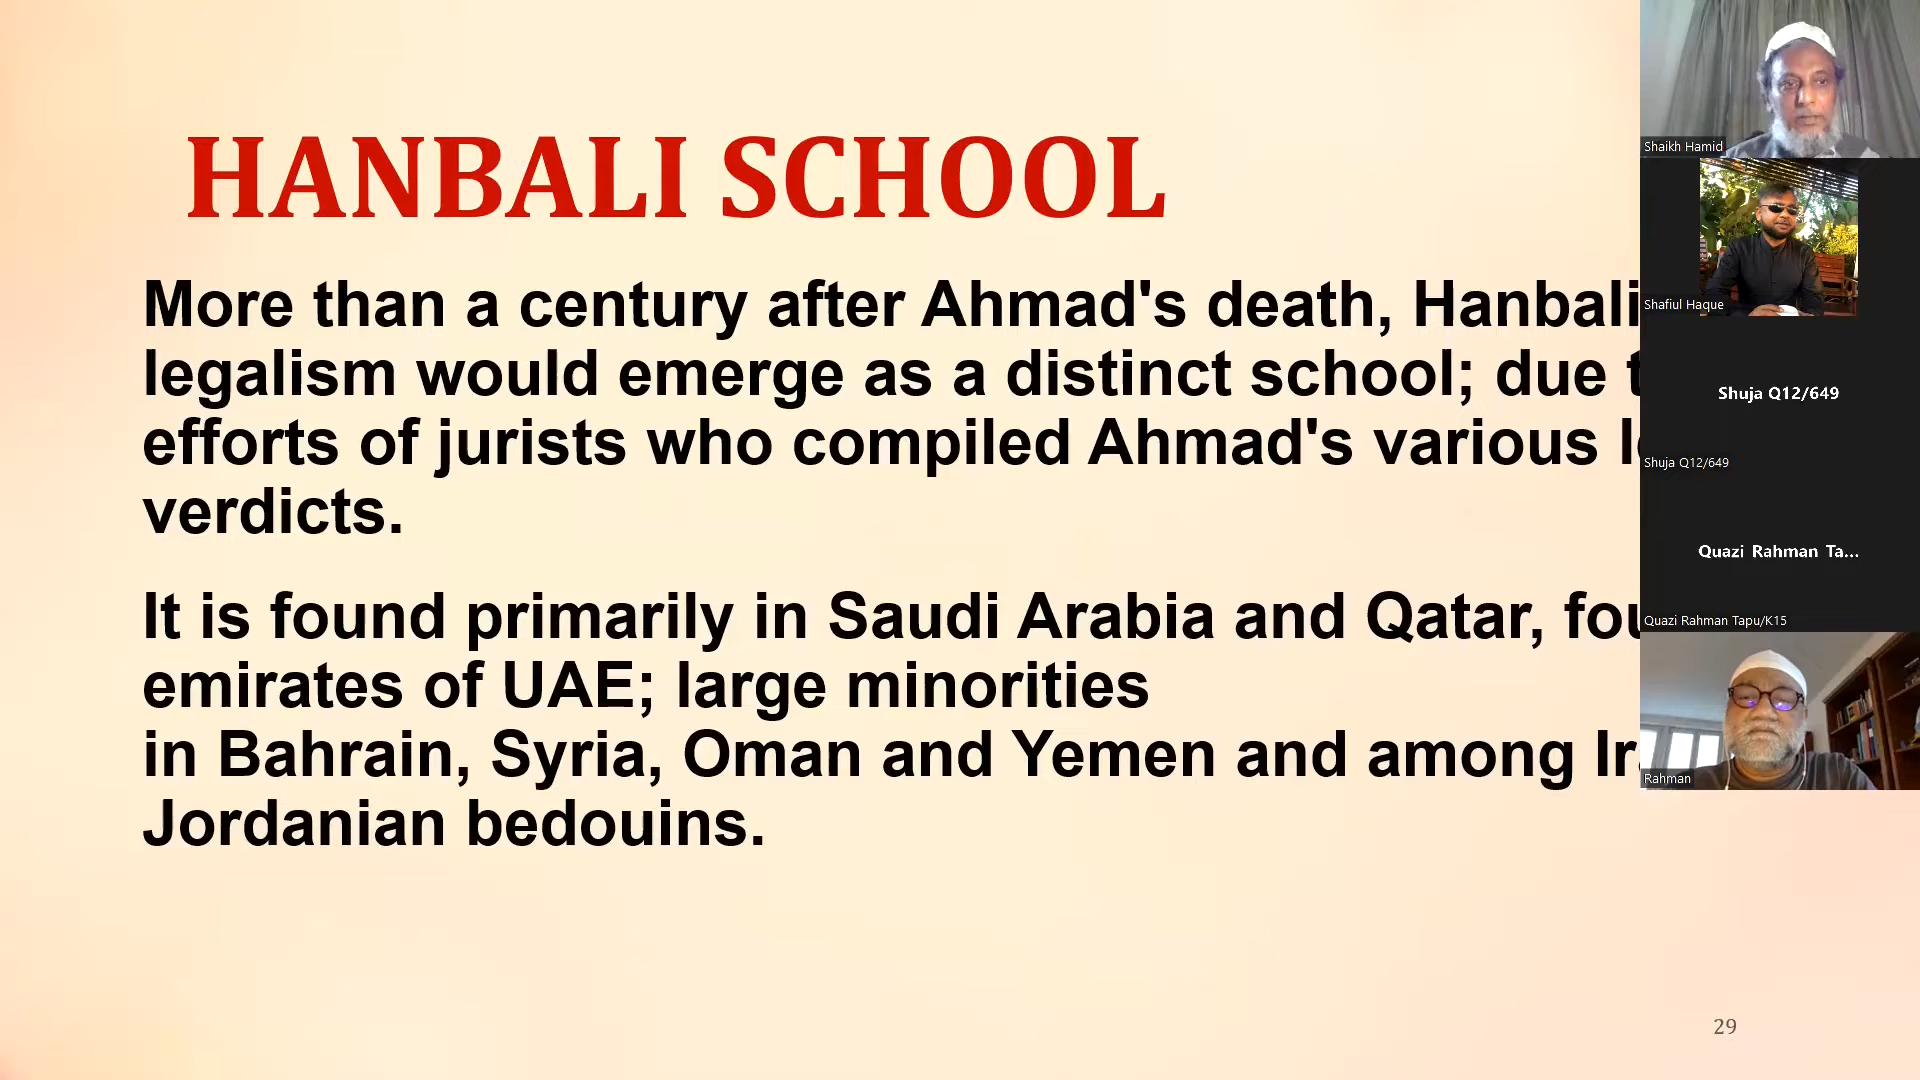 HANBALI SCHOOL
More than a century after Ahmad's death, Hanbali
legalism would emerge as a distinct school; due
efforts of jurists who compiled Ahmad's various
verdicts.
It is found primarily in Saudi Arabia and Qatar,
emirates of UAE; large minorities
in Bahrain, Syria, Oman and Yemen and among
Jordanian bedouins.
29
Shaikh Hamid
Shafiul Haque
Shuja Q12/649
Shuja Q12/649
Quazi Rahman Ta...
Quazi Rahman Tapu/K15
Rahman